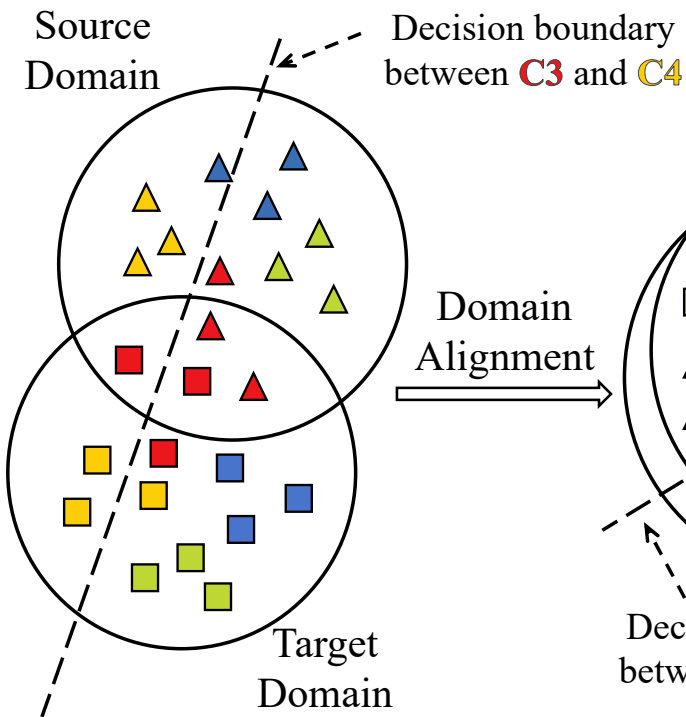 Source
Domain
Decision boundary
between C3 and C4
Domain
Alignment
Target
Domain